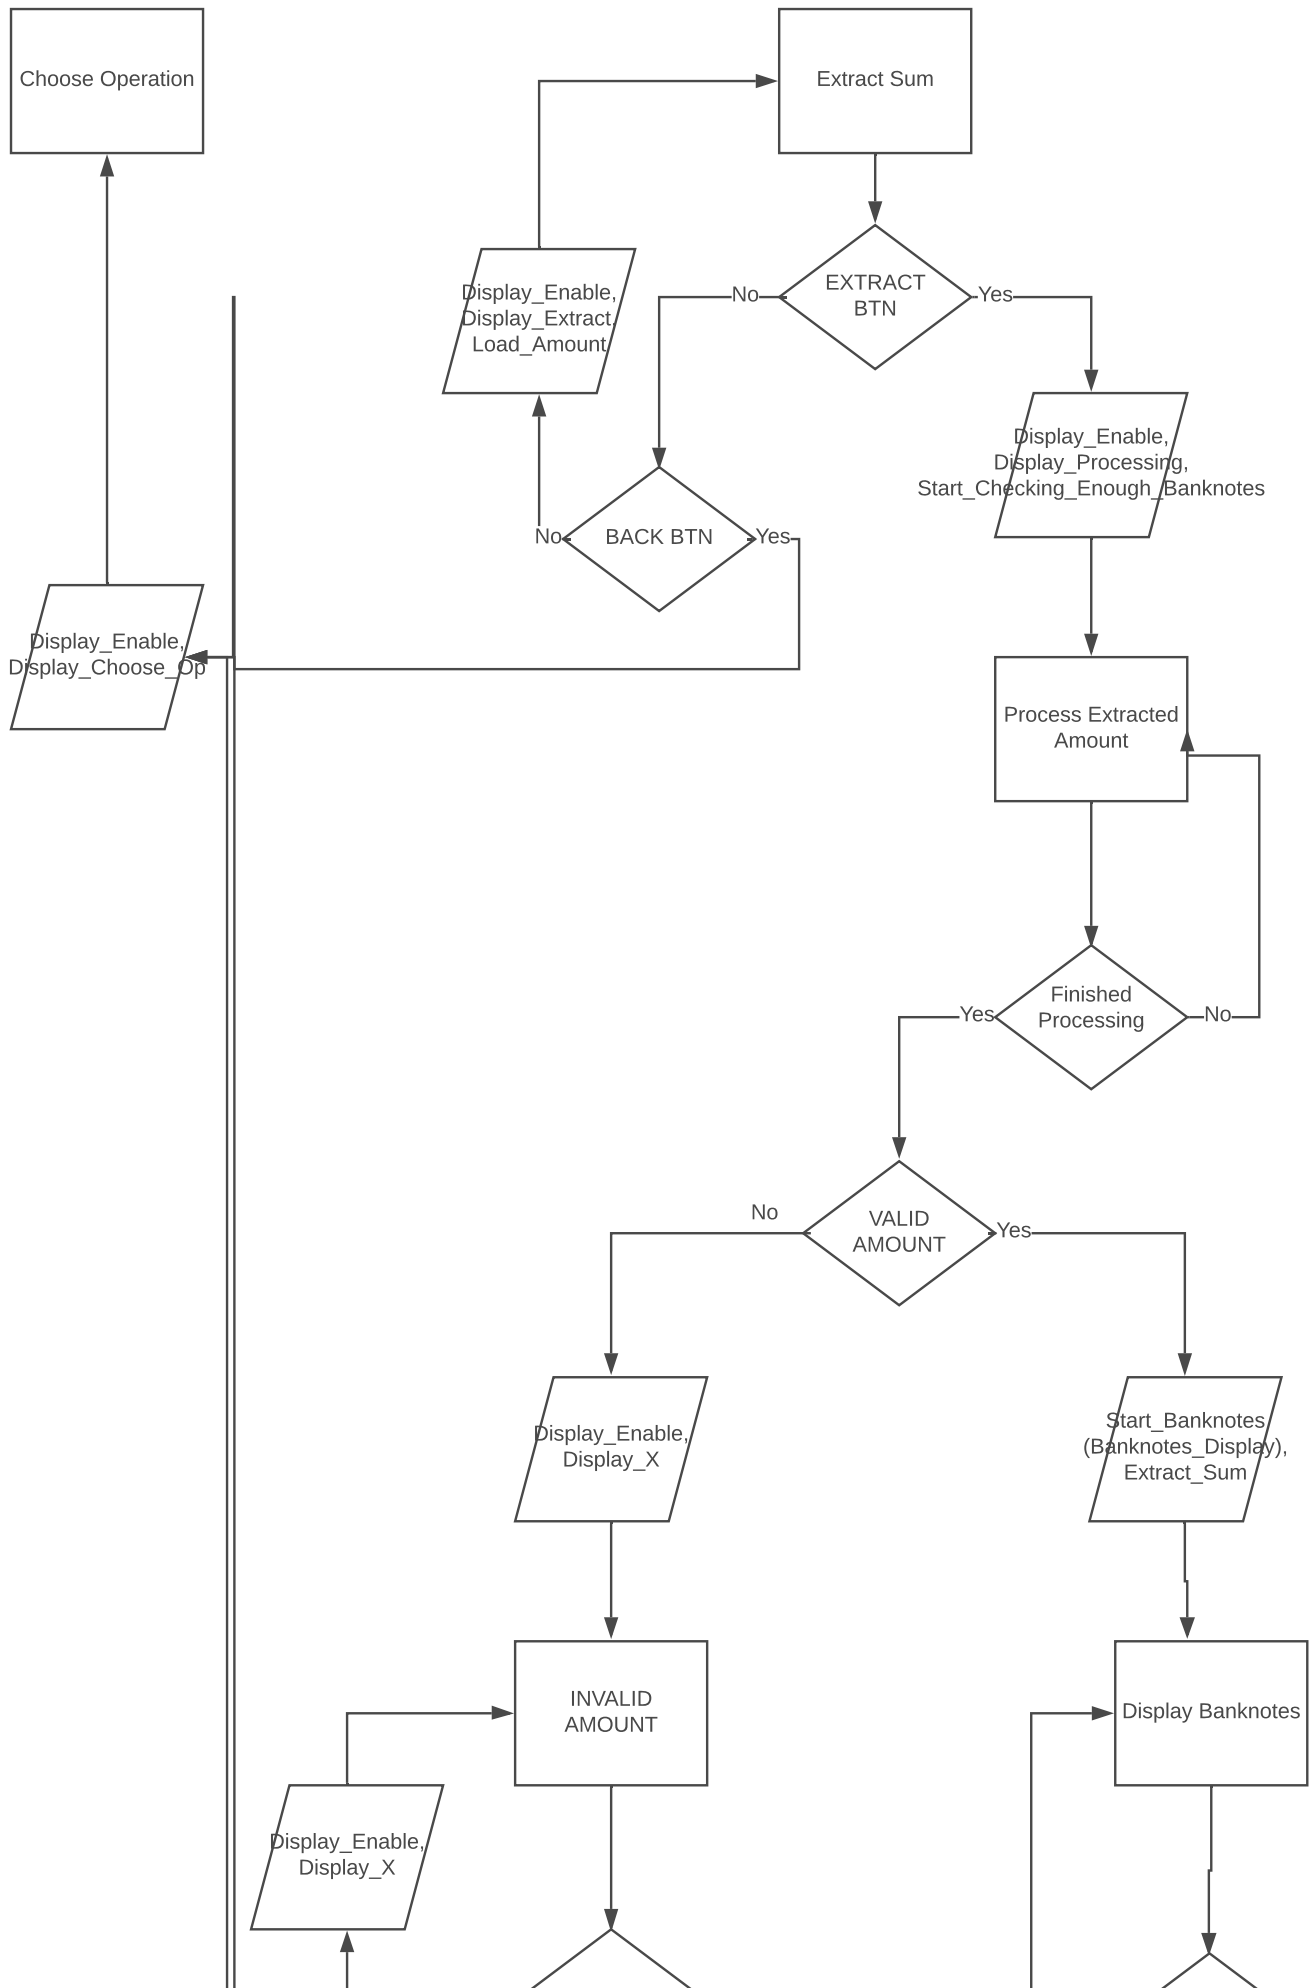 Choose Operation
Extract Sum
Display_Enable,
Display_Extract,
Load_Amount
No
EXTRACT
BTN
Yes
Display_Enable,
Display_Processing,
Start_Checking_Enough_Banknotes
No
BACK BTN
Yes
Display_Enable,
Display_Choose_Op
Process Extracted
Amount
Yes
Finished
Processing
No
No
VALID
AMOUNT
Yes
Display_Enable,
Display_X
Start_Banknotes
(Banknotes_Display),
Extract_Sum
INVALID
AMOUNT
Display Banknotes
Display_Enable,
Display_X